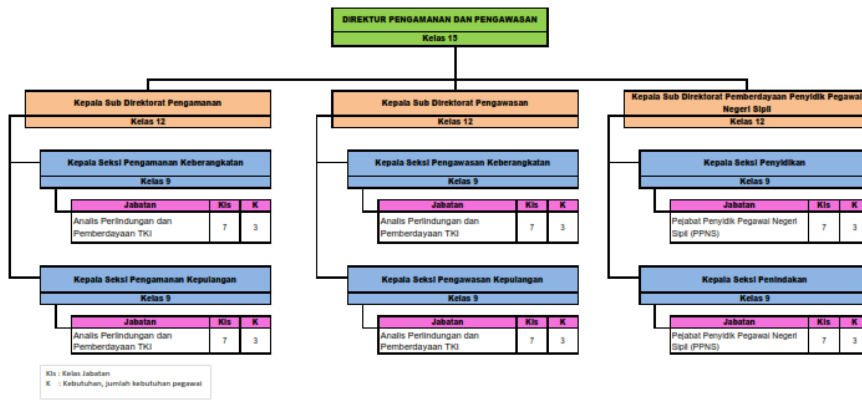 DIREKTUR PENGAMANAN DAN PENGAWASAN
Kelas 15
Kepala Sub Direktorat Pengamanan
Kelas 12
Kepala Seksi Pengamanan Keberangkatan
Kelas 9
Jabatan Kls K
Analis Perlindungan dan
Pemberdayaan TKI 7 3
Kepala Seksi Pengamanan Kepulangan
Kelas 9
Jabatan Kls K
Analis Perlindungan dan
Pemberdayaan TKI 7 3
Kepala Sub Direktorat Pengawasan
Kelas 12
Kepala Seksi Pengawasan Keberangkatan
Kelas 9
Jabatan Kls K
Analis Perlindungan dan
Pemberdayaan TKI 7 3
Kepala Seksi Pengawasan Kepulangan
Kelas 9
Jabatan Kls K
Analis Perlindungan dan
Pemberdayaan TKI 7 3
Kepala Sub Direktorat Pemberdayaan Penyidik Pegawai
Negeri Sipil
Kelas 12
Kepala Seksi Penyidikan
Kelas 9
Jabatan Kls K
Pejabat Penyidik Pegawai Negeri
Sipil (PPNS) 7 3
Kepala Seksi Penindakan
Kelas 9
Jabatan Kls K
Pejabat Penyidik Pegawai Negeri
Sipil (PPNS) 7 3
Kls : Kelas Jabatan
K : Kebutuhan, jumlah kebutuhan pegawai